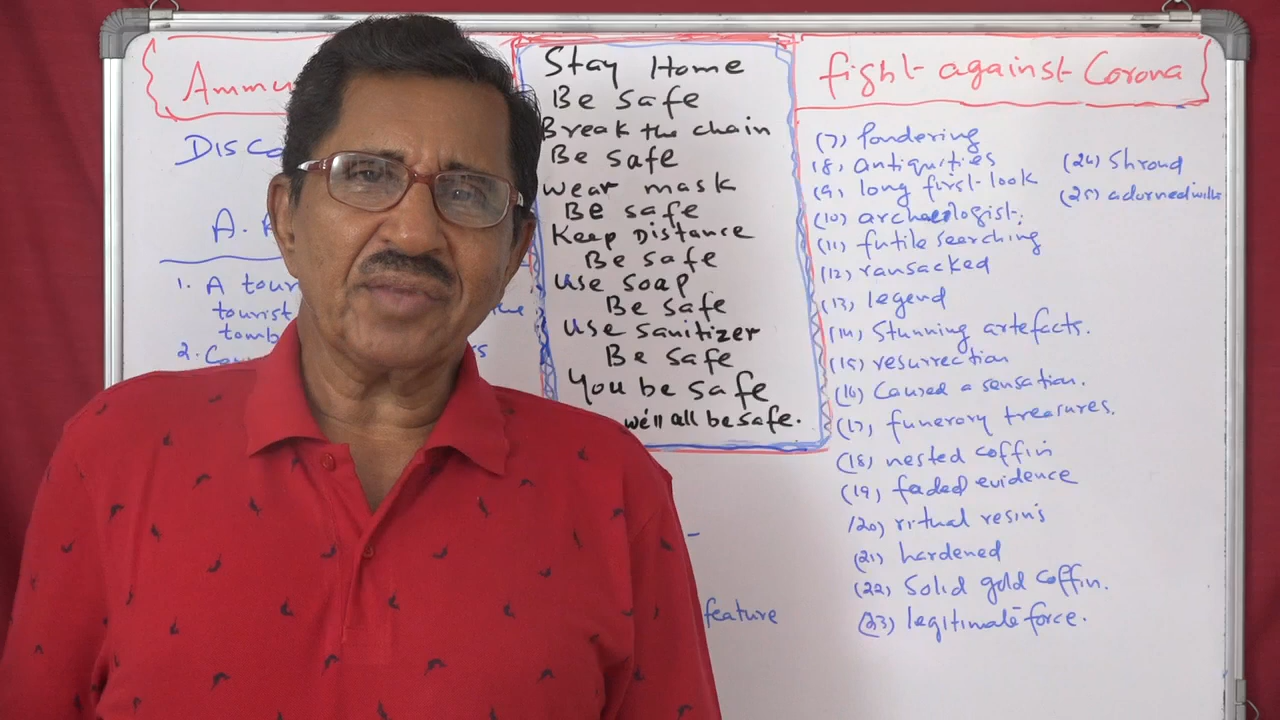 Stay Home
Be safe
Break the chain
Be safe
Wear mask
Be safe
Keep Distance
Be safe
Use soap
Be safe
Use sanitizer
Be safe
You be safe
we'll all be safe.
fight against Corona
(7)
(8) antiquities
(9) long first-look
(10) archaeologist;
(11) futile searching
(12) ransacked
(13) legend
(14) Stunning artefacts.
(15) resurrection
(16) Caused a sensation.
(17) funerory treasures.
(18) nested coffin
(19) faded evidence
(20) ritual resins
(21) hardened
(22) Solid gold coffin.
(23) legitimate force.
(24) Shroud
(25) adorned with
A.
1. A
tourist
tomb
2.
feature